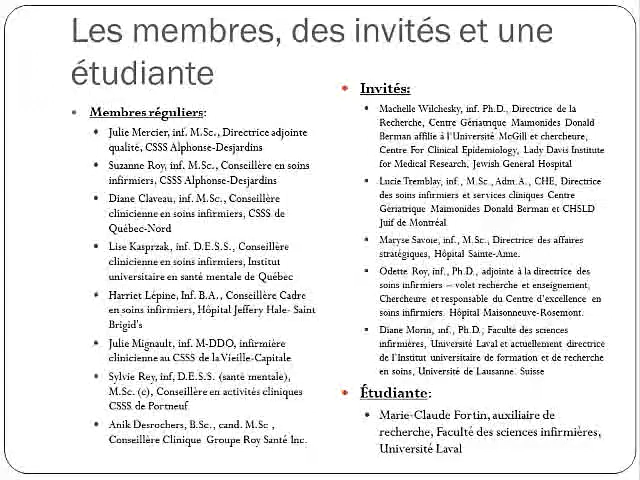 Les membres, des invités et une
étudiante
Membres réguliers:
Julie Mercier, inf. M.Sc., Directrice adjointe
qualité, CSSS Alphonse-Desjardins
Suzanne Roy, inf. M.Sc., Conseillère en soins
infirmiers, CSSS Alphonse-Desjardins
Diane Claveau, inf. M.Sc., Conseillère
clinicienne en soins infirmiers, CSSS de
Québec-Nord
Lise Kasprzak, inf. D.E.S.S., Conseillère
clinicienne en soins infirmiers, Institut
universitaire en santé mentale de Québec
Harriet Lépine, Inf. B.A., Conseillère Cadre
en soins infirmiers, Hôpital Jeffery Hale- Saint
Brigid's
Julie Mignault, inf. M-DDO, infirmière
clinicienne au CSSS de la Vieille-Capitale
Sylvie Rey, inf, D.E.S.S. (santé mentale),
M.Sc. (c), Conseillère en activités cliniques
CSSS de Portneuf
Anik Desrochers, B.Sc., cand. M.Sc ,
Conseillère Clinique Groupe Roy Santé Inc.
Invités:
Machelle Wilchesky, inf. Ph.D., Directrice de la
Recherche, Centre Gériatrique Maimonides Donald
Berman affilie à l'Université McGill et chercheure,
Centre For Clinical Epidemiology, Lady Davis Institute
for Medical Research, Jewish General Hospital
Lucie Tremblay, inf., M.Sc., Adm.A., CHE, Directrice
des soins infirmiers et services cliniques Centre
Gériatrique Maimonides Donald Berman et CHSLD
Juif de Montréal
Maryse Savoie, inf., M.Sc., Directrice des affaires
stratégiques, Hôpital Sainte-Anne.
Odette Roy, inf., Ph.D., adjointe à la directrice des
soins infirmiers – volet recherche et enseignement,
Chercheure et responsable du Centre d'excellence en
soins infirmiers. Hôpital Maisonneuve-Rosemont.
Diane Morin, inf., Ph.D, Faculté des sciences
infirmières, Université Laval et actuellement directrice
de l'Institut universitaire de formation et de recherche
en soins, Université de Lausanne. Suisse
Étudiante:
Marie-Claude Fortin, auxiliaire de
recherche, Faculté des sciences infirmières,
Université Laval